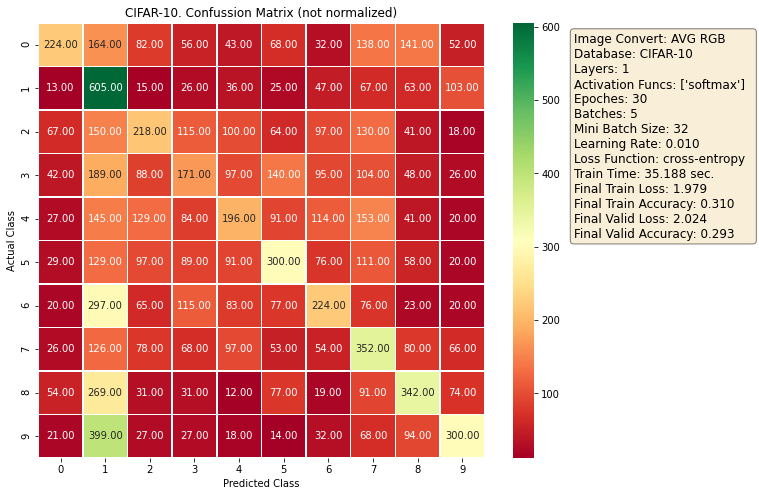 CIFAR-10. Confussion Matrix (not normalized)
0 224.00 164.00 82.00 56.00 43.00 68.00 32.00 138.00 141.00 52.00
1 13.00 605.00 15.00 26.00 36.00 25.00 47.00 67.00 63.00 103.00
2 67.00 150.00 218.00 115.00 100.00 64.00 97.00 130.00 41.00 18.00
3 42.00 189.00 88.00 171.00 97.00 140.00 95.00 104.00 48.00 26.00
4 27.00 145.00 129.00 84.00 196.00 91.00 114.00 153.00 41.00 20.00
5 29.00 129.00 97.00 89.00 91.00 300.00 76.00 111.00 58.00 20.00
6 20.00 297.00 65.00 115.00 83.00 77.00 224.00 76.00 23.00 20.00
7 26.00 126.00 78.00 68.00 97.00 53.00 54.00 352.00 80.00 66.00
8 54.00 269.00 31.00 31.00 12.00 77.00 19.00 91.00 342.00 74.00
9 21.00 399.00 27.00 27.00 18.00 14.00 32.00 68.00 94.00 300.00
0 1 2 3 4 5 6 7 8 9
Actual Class
Predicted Class
600
500
400
300
200
100
Image Convert: AVG RGB
Database: CIFAR-10
Layers: 1
Activation Funcs: ['softmax']
Epoches: 30
Batches: 5
Mini Batch Size: 32
Learning Rate: 0.010
Loss Function: cross-entropy
Train Time: 35.188 sec.
Final Train Loss: 1.979
Final Train Accuracy: 0.310
Final Valid Loss: 2.024
Final Valid Accuracy: 0.293